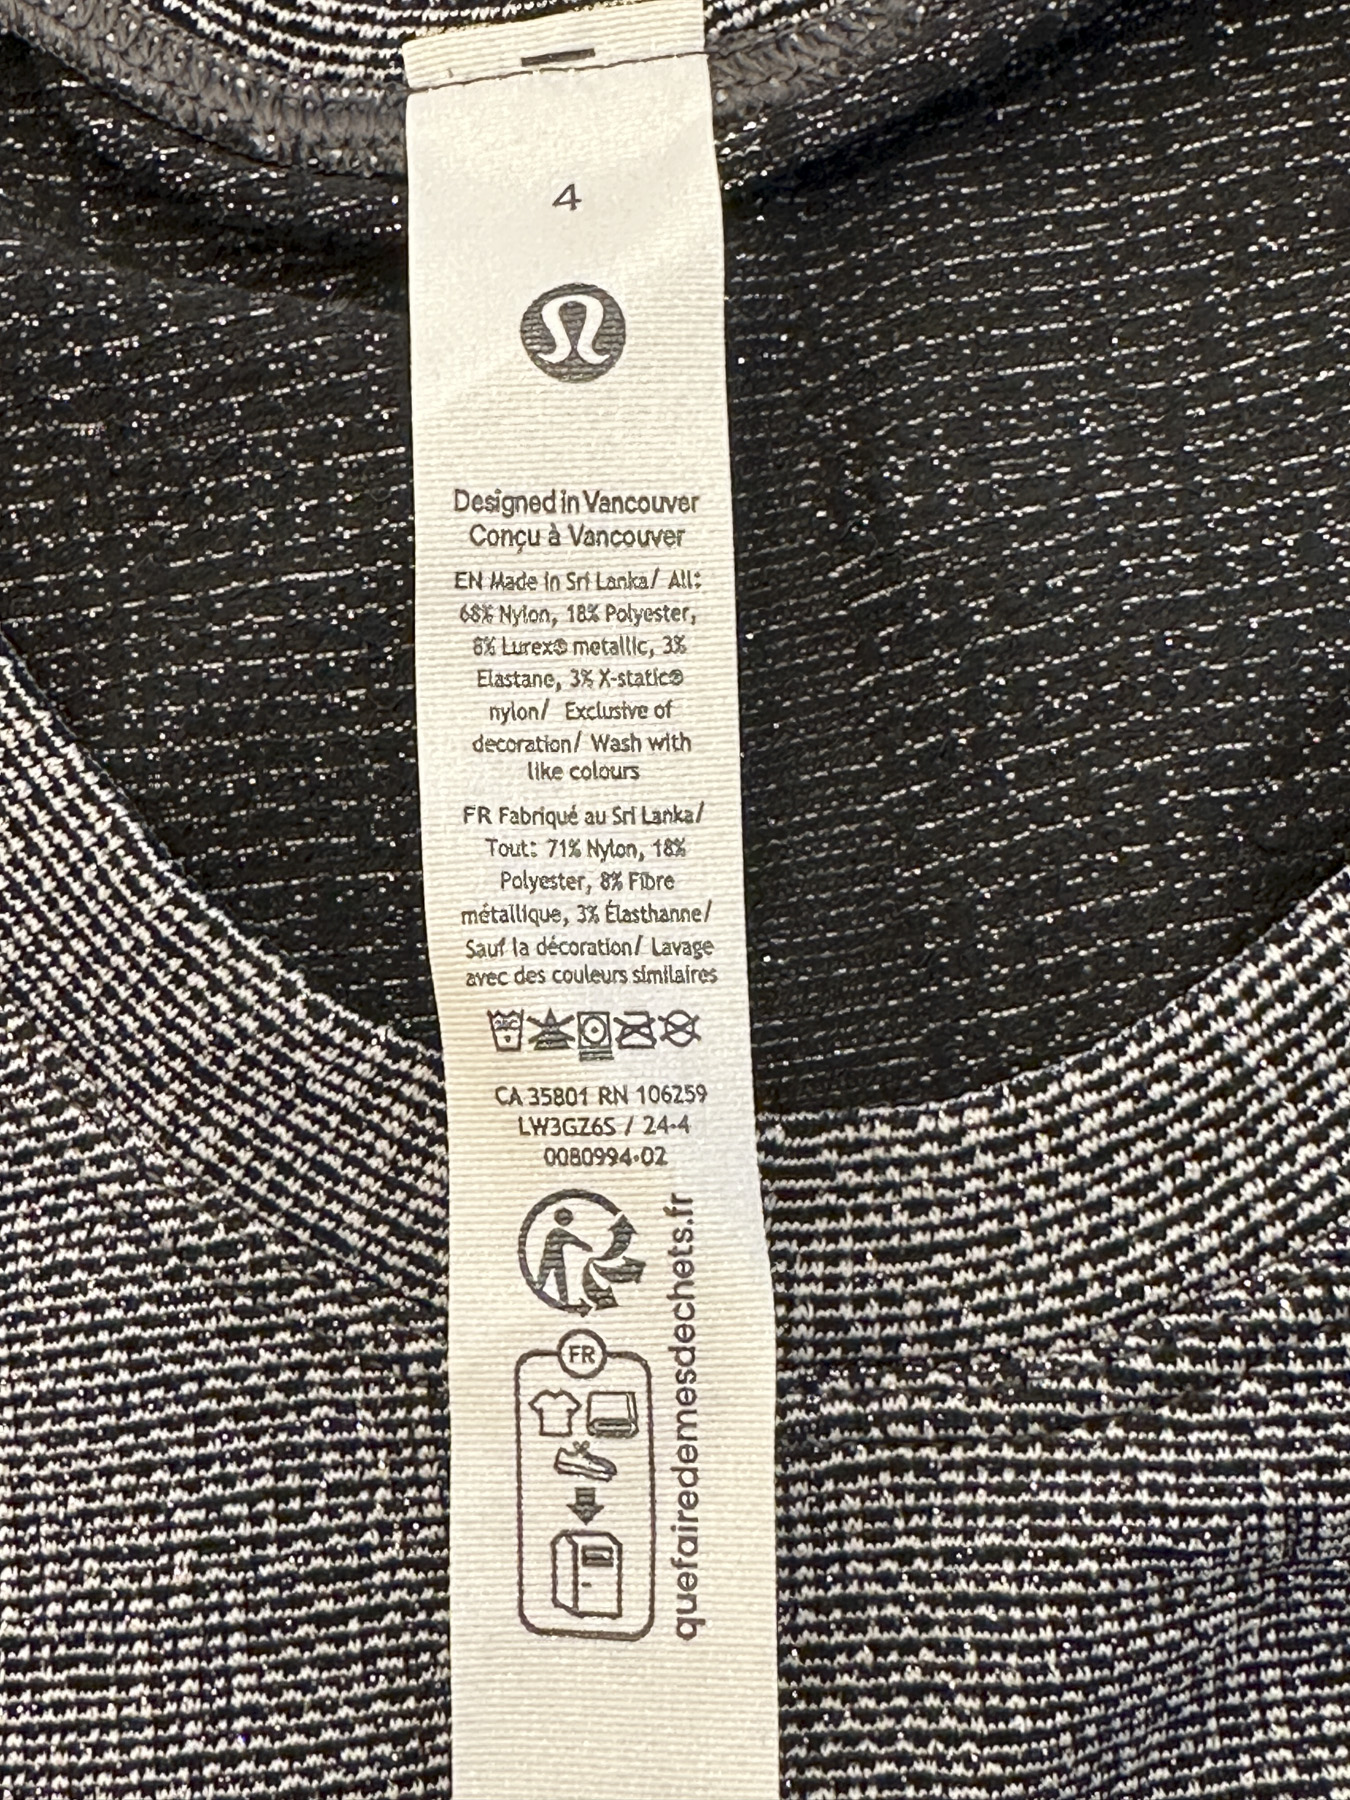 4
Designed in Vancouver
Conçu à Vancouver
EN Made in Sri Lanka/ All:
68% Nylon, 18% Polyester,
8% Lurex® metallic, 3%
Elastane, 3% X-static®
nylon/ Exclusive of
decoration/ Wash with
like colours
FR Fabriqué au Sri Lanka/
Tout: 71% Nylon, 18%
Polyester, 8% Fibre
métallique, 3% Élasthanne/
Sauf la décoration/ Lavage
avec des couleurs similaires
CA 35801 RN 106259
LW3GZ6S / 24-4
0080994-02
quefairedemesdechets.fr
FR